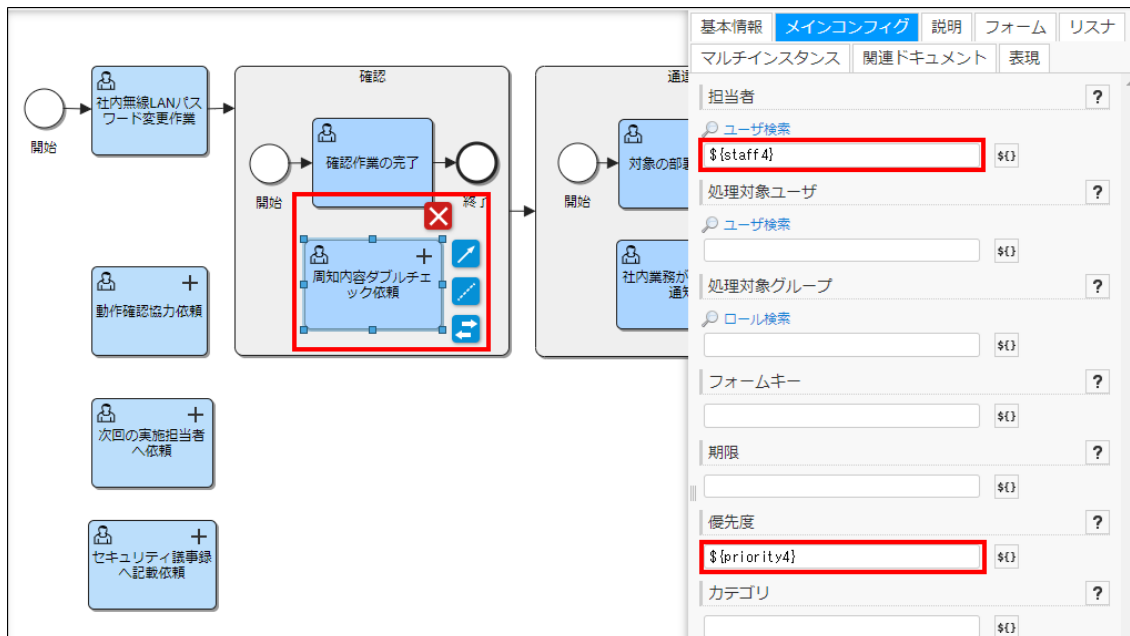 基本情報
メインコンフィグ
説明
フォーム
リスナ
マルチインスタンス
関連ドキュメント
表現
社内無線LANパス
ワード変更作業
開始
動作確認協力依頼
次回の実施担当者
へ依頼
セキュリティ議事録
へ記載依頼
確認
確認作業の完了
開始
終了
周知内容ダブルチェ
ック依頼
開始
対象の部
社内業務が
担当者
?
ユーザ検索
${staff4}
${}
処理対象ユーザ
?
ユーザ検索
${}
処理対象グループ
?
ロール検索
${}
フォームキー
?
${}
期限
?
${}
優先度
?
${priority4}
${}
カテゴリ
?
${}